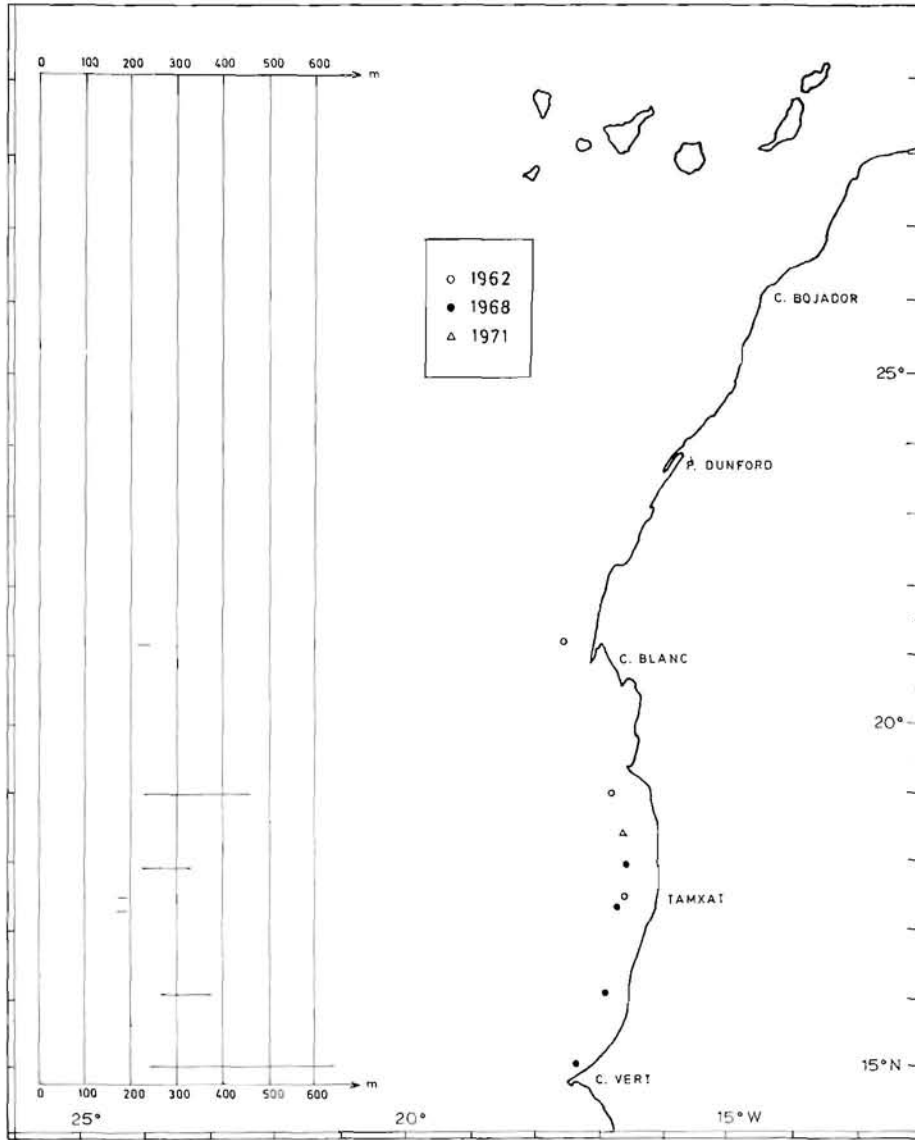 0 100 200 300 400 500 600 m
○ 1962
● 1968
△ 1971
C. BOJADOR
25°
P. DUNFORD
C. BLANC
20°
TAMXAT
15°N
C. VERT
0 100 200 300 400 500 600 m
25° 20° 15°W